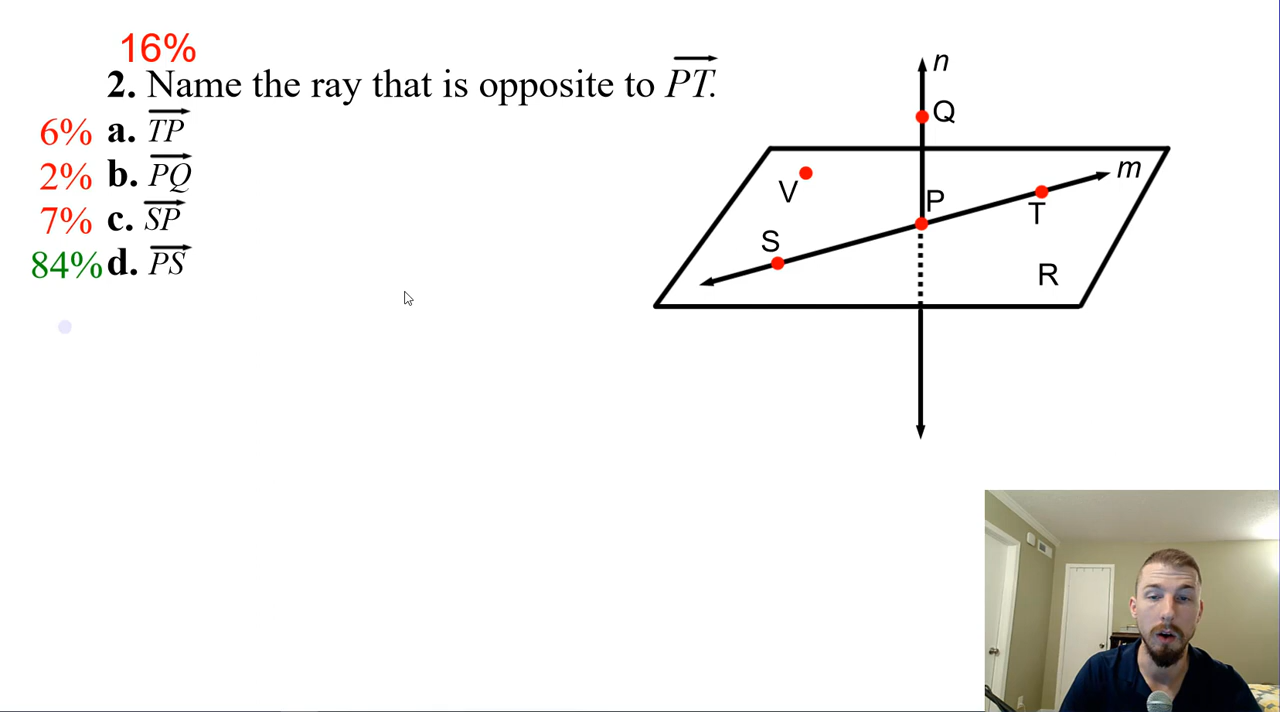 16%
2. Name the ray that is opposite to PT.
6% a. TP
2% b. PQ
7% c. SP
84% d. PS
n
Q
m
V
P
T
S
R